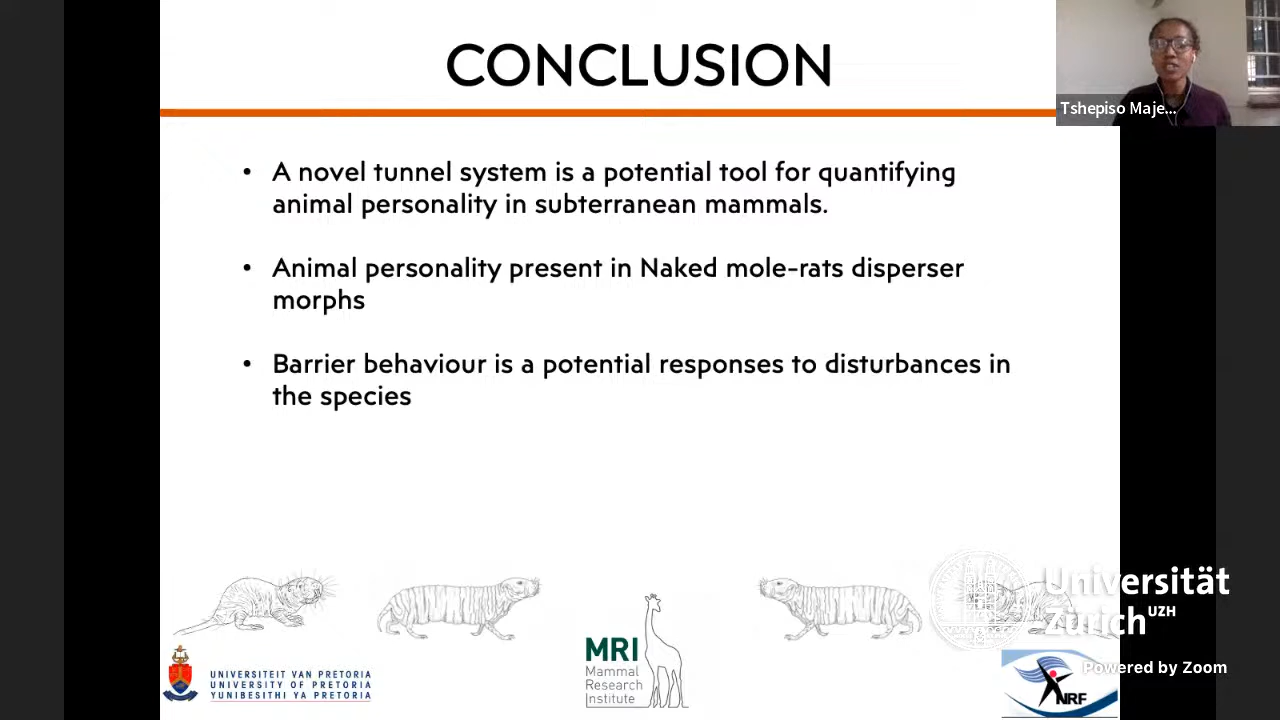 CONCLUSION
Tshepiso Maje...
• A novel tunnel system is a potential tool for quantifying
animal personality in subterranean mammals.
• Animal personality present in Naked mole-rats disperser
morphs
• Barrier behaviour is a potential responses to disturbances in
the species
Universität
Zürich UZH
MRI
Mammal
Research
Institute
UNIVERSITEIT VAN PRETORIA
UNIVERSITY OF PRETORIA
YUNIBESITHI YA PRETORIA
Powered by Zoom
NRF